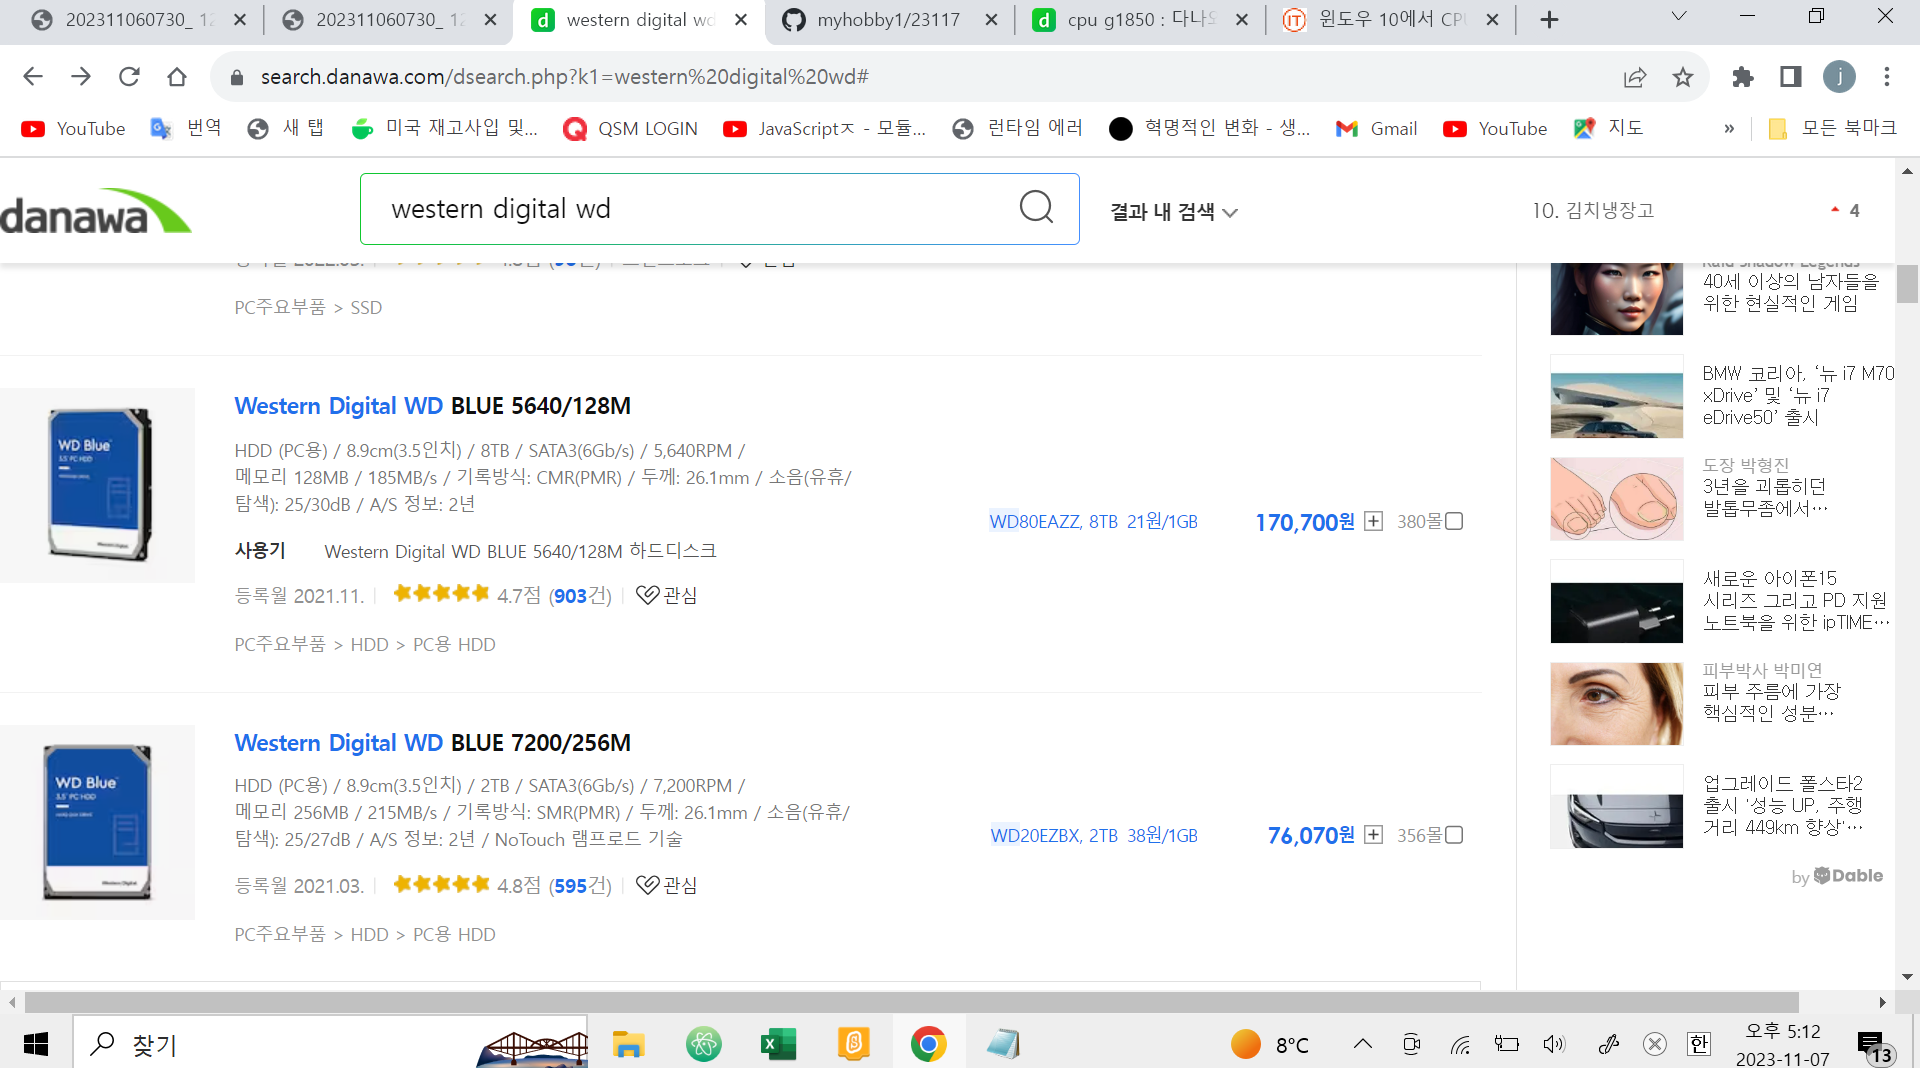 202311060730_ 12
202311060730_ 12
western digital wd
myhobby1/23117
cpu g1850 : 다나와
윈도우 10에서 CPU
search.danawa.com/dsearch.php?k1=western%20digital%20wd#
j
YouTube
번역
새 탭
미국 재고사입 및...
QSM LOGIN
JavaScriptㅈ - 모듈...
런타임 에러
혁명적인 변화 - 생...
Gmail
YouTube
지도
»
모든 북마크
danawa
western digital wd
결과 내 검색
10. 김치냉장고
4
PC주요부품 > SSD
Western Digital WD BLUE 5640/128M
HDD (PC용) / 8.9cm(3.5인치) / 8TB / SATA3(6Gb/s) / 5,640RPM /
메모리 128MB / 185MB/s / 기록방식: CMR(PMR) / 두께: 26.1mm / 소음(유휴/
탐색): 25/30dB / A/S 정보: 2년
WD80EAZZ, 8TB 21원/1GB
170,700원
380몰
사용기 Western Digital WD BLUE 5640/128M 하드디스크
등록월 2021.11. 4.7점 (903건) 관심
PC주요부품 > HDD > PC용 HDD
WD Blue
Western Digital WD BLUE 7200/256M
HDD (PC용) / 8.9cm(3.5인치) / 2TB / SATA3(6Gb/s) / 7,200RPM /
메모리 256MB / 215MB/s / 기록방식: SMR(PMR) / 두께: 26.1mm / 소음(유휴/
탐색): 25/27dB / A/S 정보: 2년 / NoTouch 램프로드 기술
WD20EZBX, 2TB 38원/1GB
76,070원
356몰
등록월 2021.03. 4.8점 (595건) 관심
PC주요부품 > HDD > PC용 HDD
WD Blue
Raid Shadow Legends
40세 이상의 남자들을
위한 현실적인 게임
BMW 코리아, ‘뉴 i7 M70
xDrive’ 및 ‘뉴 i7
eDrive50’ 출시
도장 박형진
3년을 괴롭히던
발톱무좀에서…
새로운 아이폰15
시리즈 그리고 PD 지원
노트북을 위한 ipTIME…
피부박사 박미연
피부 주름에 가장
핵심적인 성분…
업그레이드 폴스타2
출시 '성능 UP, 주행
거리 449km 향상'…
by Dable
찾기
8°C
한
오후 5:12
2023-11-07
13